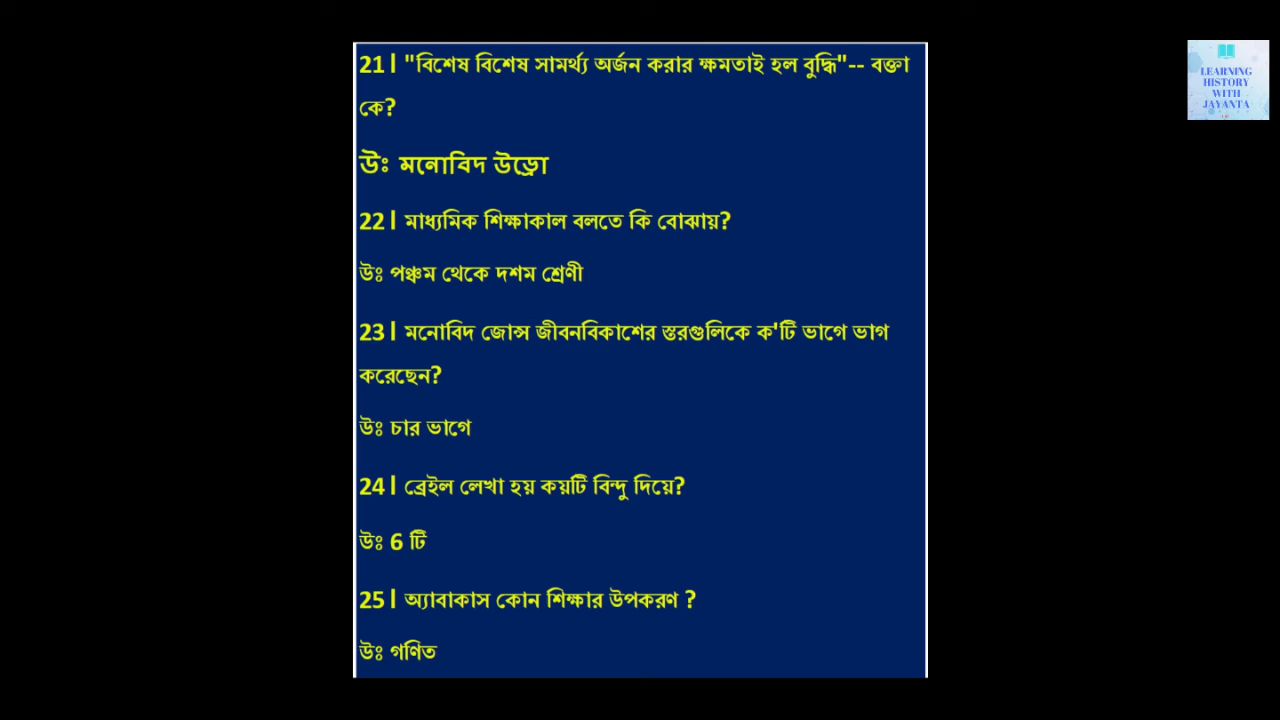 21। "বিশেষ বিশেষ সামর্থ্য অর্জন করার ক্ষমতাই হল বুদ্ধি"-- বক্তা
কে?
উঃ মনোবিদ উড্রো
22। মাধ্যমিক শিক্ষাকাল বলতে কি বোঝায়?
উঃ পঞ্চম থেকে দশম শ্রেণী
23। মনোবিদ জোন্স জীবনবিকাশের স্তরগুলিকে ক'টি ভাগে ভাগ
করেছেন?
উঃ চার ভাগে
24। ব্রেইল লেখা হয় কয়টি বিন্দু দিয়ে?
উঃ 6 টি
25। অ্যাবাকাস কোন শিক্ষার উপকরণ ?
উঃ গণিত
LEARNING
HISTORY
WITH
JAYANTA